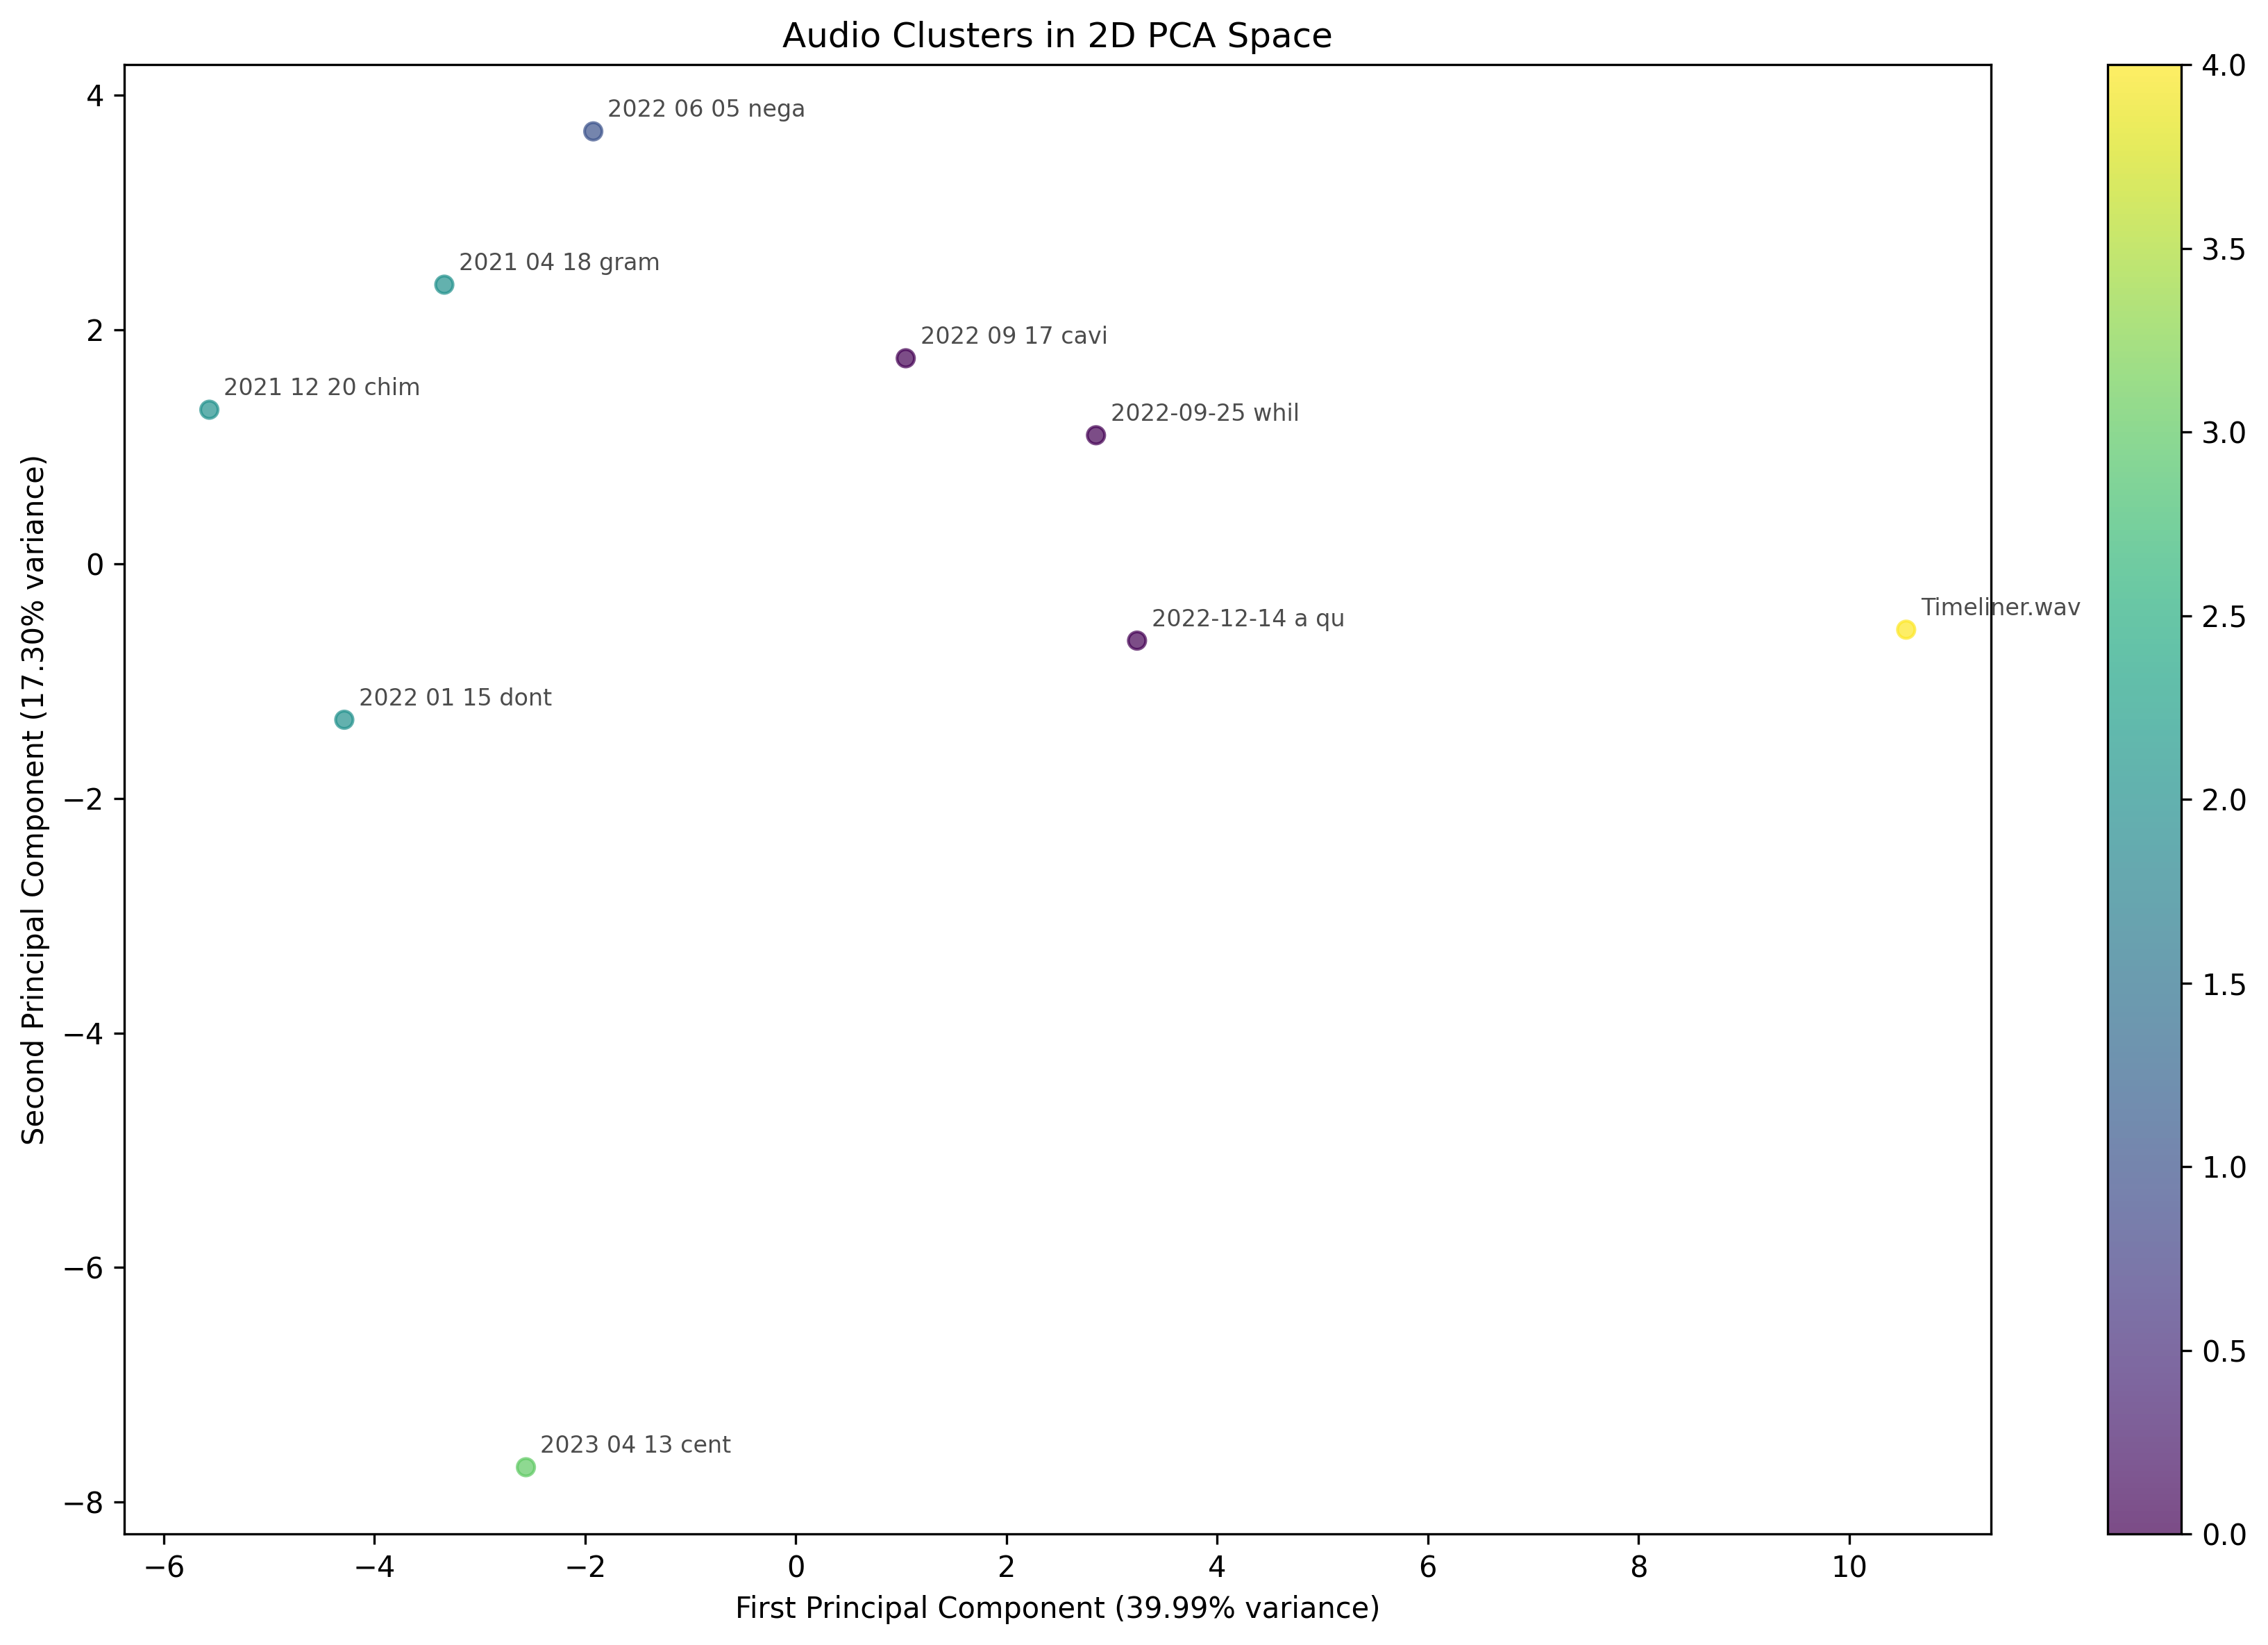 Audio Clusters in 2D PCA Space
4
2
0
−2
−4
−6
−8
Second Principal Component (17.30% variance)
2022 06 05 nega
2021 04 18 gram
2022 09 17 cavi
2021 12 20 chim
2022-09-25 whil
Timeliner.wav
2022-12-14 a qu
2022 01 15 dont
2023 04 13 cent
−6
−4
−2
0
2
4
6
8
10
First Principal Component (39.99% variance)
4.0
3.5
3.0
2.5
2.0
1.5
1.0
0.5
0.0